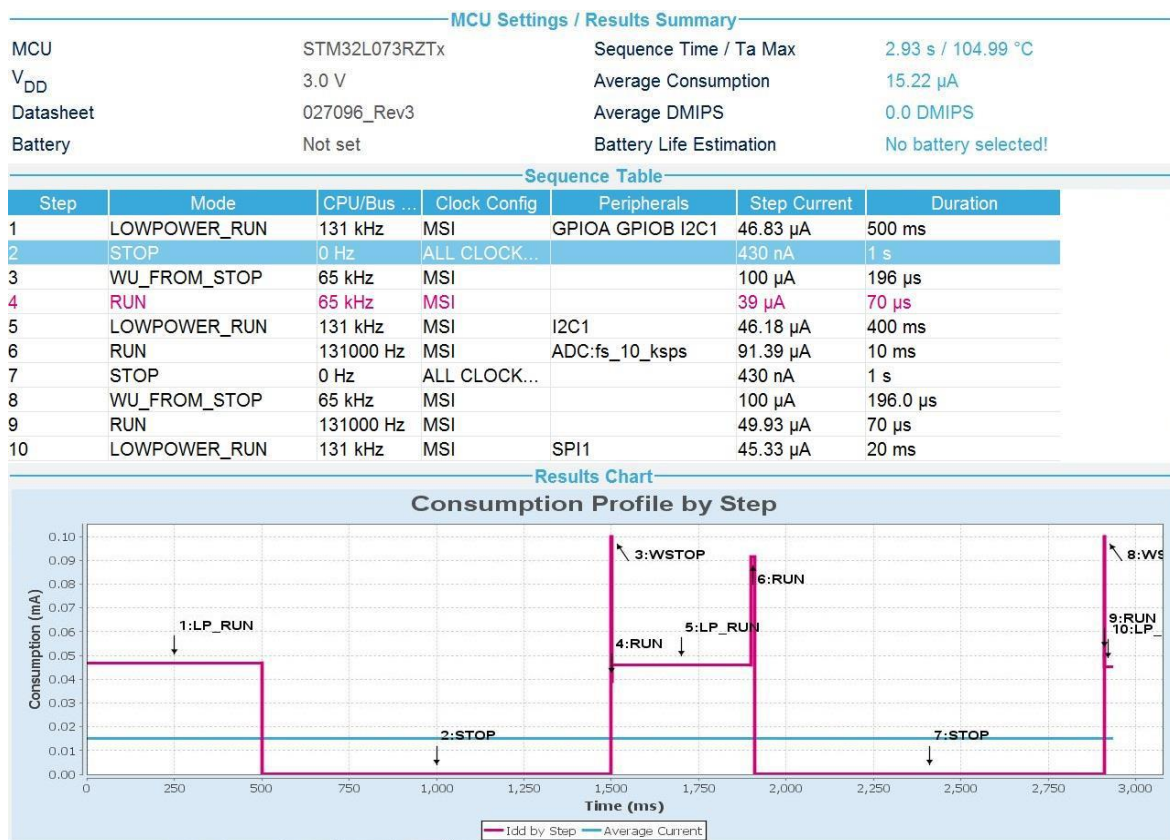 MCU Settings / Results Summary
MCU STM32L073RZTx Sequence Time / Ta Max 2.93 s / 104.99 °C
VDD 3.0 V Average Consumption 15.22 µA
Datasheet 027096_Rev3 Average DMIPS 0.0 DMIPS
Battery Not set Battery Life Estimation No battery selected!
Sequence Table
Step Mode CPU/Bus ... Clock Config Peripherals Step Current Duration
1 LOWPOWER_RUN 131 kHz MSI GPIOA GPIOB I2C1 46.83 µA 500 ms
2 STOP 0 Hz ALL CLOCK... 430 nA 1 s
3 WU_FROM_STOP 65 kHz MSI 100 µA 196 µs
4 RUN 65 kHz MSI 39 µA 70 µs
5 LOWPOWER_RUN 131 kHz MSI I2C1 46.18 µA 400 ms
6 RUN 131000 Hz MSI ADC:fs_10_ksps 91.39 µA 10 ms
7 STOP 0 Hz ALL CLOCK... 430 nA 1 s
8 WU_FROM_STOP 65 kHz MSI 100 µA 196.0 µs
9 RUN 131000 Hz MSI 49.93 µA 70 µs
10 LOWPOWER_RUN 131 kHz MSI SPI1 45.33 µA 20 ms
Results Chart
Consumption Profile by Step
Consumption (mA)
0.10
0.09
0.08
0.07
0.06
0.05
0.04
0.03
0.02
0.01
0.00
1:LP_RUN
2:STOP
3:WSTOP
4:RUN
5:LP_RUN
6:RUN
7:STOP
8:WS
9:RUN
10:LP_
0 250 500 750 1,000 1,250 1,500 1,750 2,000 2,250 2,500 2,750 3,000
Time (ms)
Idd by Step Average Current